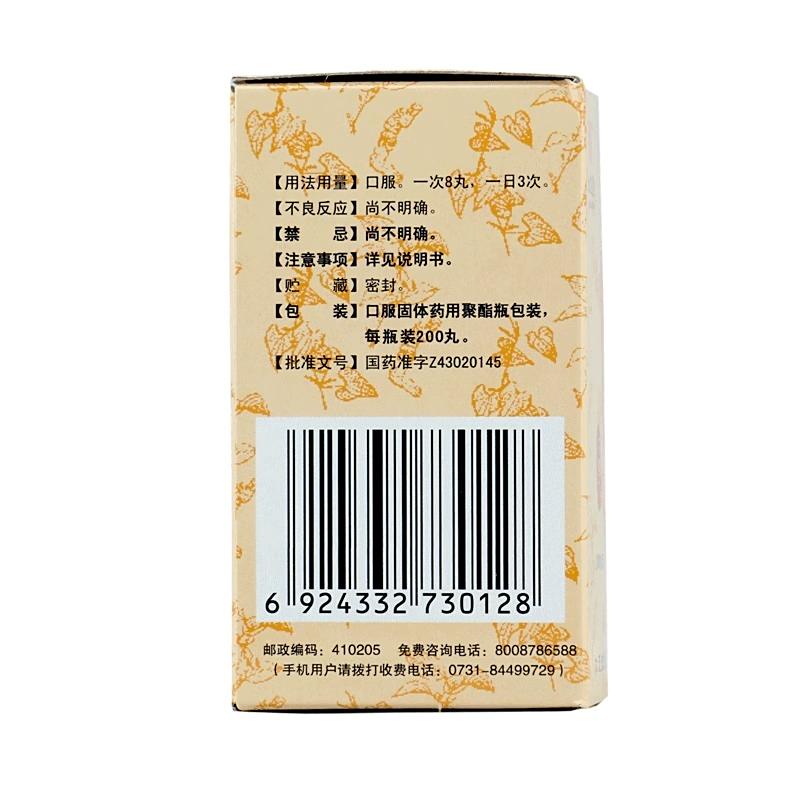 【用法用量】口服。一次8丸，一日3次。
【不良反应】尚不明确。
【禁　　忌】尚不明确。
【注意事项】详见说明书。
【贮　　藏】密封。
【包　　装】口服固体药用聚酯瓶包装，
每瓶装200丸。
【批准文号】国药准字Z43020145
6 924332 730128
邮政编码：410205　免费咨询电话：8008786588
（手机用户请拨打收费电话：0731-84499729）